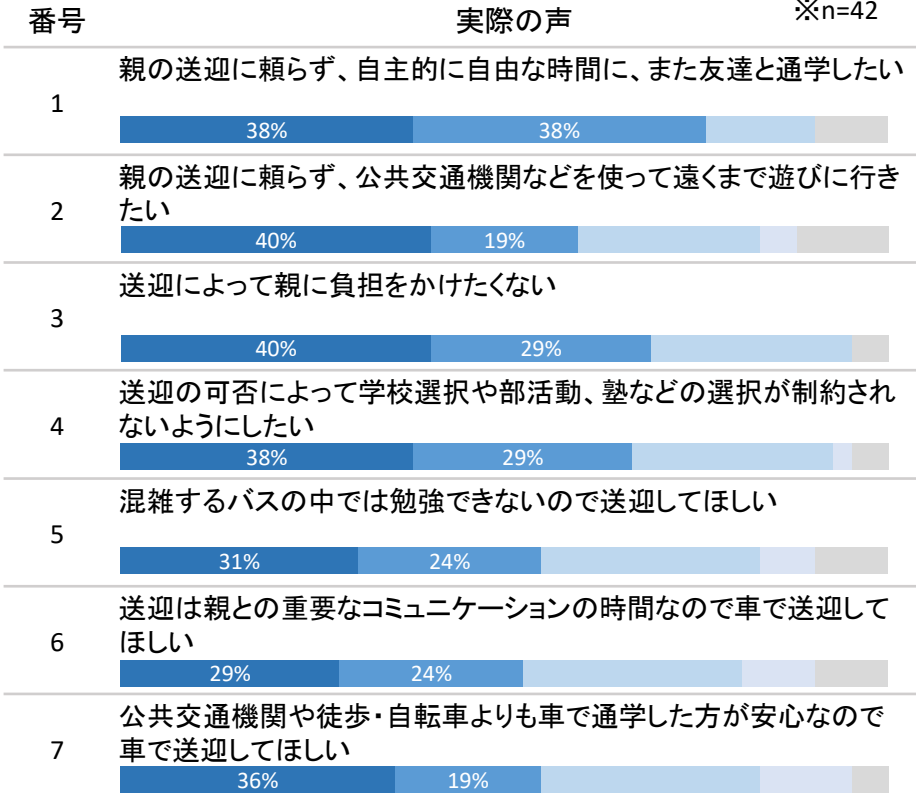 番号 実際の声 ※n=42
1
親の送迎に頼らず、自主的に自由な時間に、また友達と通学したい
38% 38%
2
親の送迎に頼らず、公共交通機関などを使って遠くまで遊びに行き
たい
40% 19%
3
送迎によって親に負担をかけたくない
40% 29%
4
送迎の可否によって学校選択や部活動、塾などの選択が制約され
ないようにしたい
38% 29%
5
混雑するバスの中では勉強できないので送迎してほしい
31% 24%
6
送迎は親との重要なコミュニケーションの時間なので車で送迎して
ほしい
29% 24%
7
公共交通機関や徒歩・自転車よりも車で通学した方が安心なので
車で送迎してほしい
36% 19%